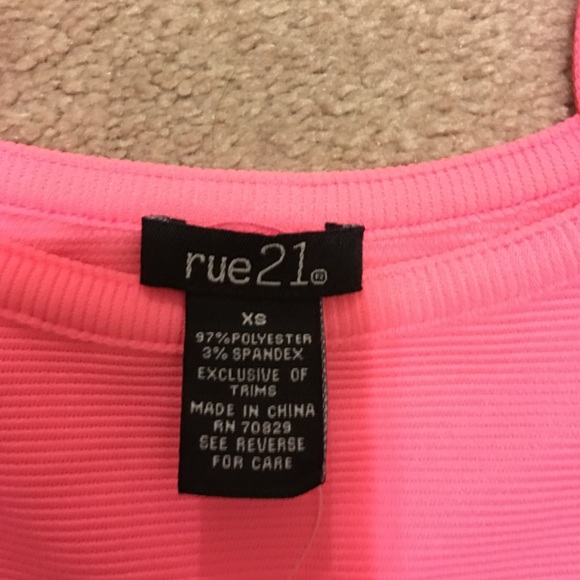 rue21®
XS
97%POLYESTER
3% SPANDEX
EXCLUSIVE OF
TRIMS
MADE IN CHINA
RN 70829
SEE REVERSE
FOR CARE